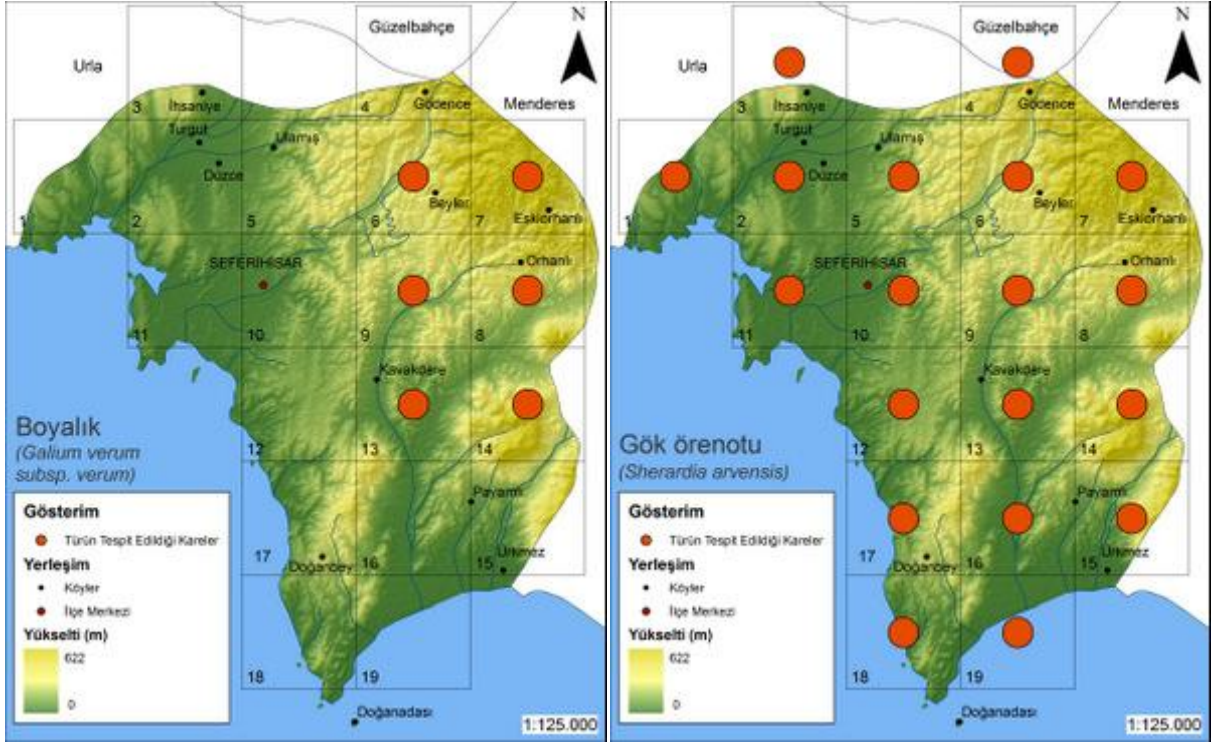 Güzelbahçe
N
Urla
3
4
İhsaniye
Gödence
Menderes
Turgut
Ulamış
Düzce
Beyler
1
2
5
6
7
Eskiorhanlı
SEFERİHİSAR
Orhanlı
11
10
9
8
Kavakdere
Boyalık
(Galium verum
subsp. verum)
12
13
14
Payamlı
Gösterim
Türün Tespit Edildiği Kareler
Yerleşim
Köyler
İlçe Merkezi
Yükselti (m)
622
0
17
Doğanbey
16
15
Ürkmez
18
19
Doğanadası
1:125.000
Güzelbahçe
N
Urla
3
4
İhsaniye
Gödence
Menderes
Turgut
Ulamış
Düzce
Beyler
1
2
5
6
7
Eskiorhanlı
SEFERİHİSAR
Orhanlı
11
10
9
8
Kavakdere
Gök örenotu
(Sherardia arvensis)
12
13
14
Payamlı
Gösterim
Türün Tespit Edildiği Kareler
Yerleşim
Köyler
İlçe Merkezi
Yükselti (m)
622
0
17
Doğanbey
16
15
Ürkmez
18
19
Doğanadası
1:125.000